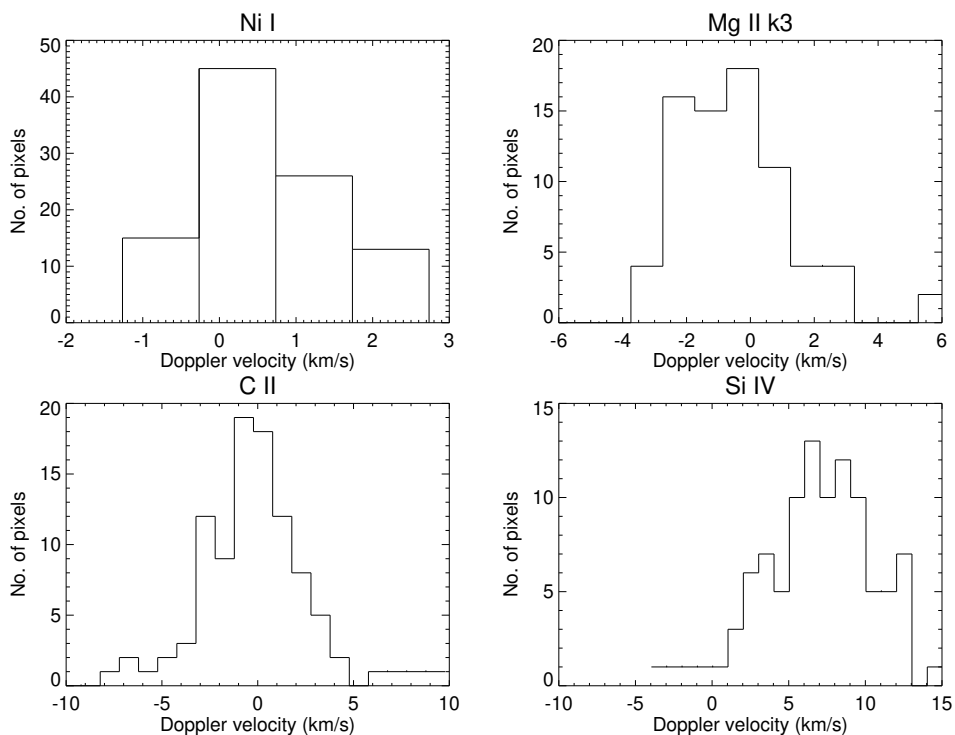 Ni I
50
40
30
20
10
0
-2 -1 0 1 2 3
Doppler velocity (km/s)
No. of pixels
Mg II k3
20
15
10
5
0
-6 -4 -2 0 2 4 6
Doppler velocity (km/s)
No. of pixels
C II
20
15
10
5
0
-10 -5 0 5 10
Doppler velocity (km/s)
No. of pixels
Si IV
15
10
5
0
-10 -5 0 5 10 15
Doppler velocity (km/s)
No. of pixels